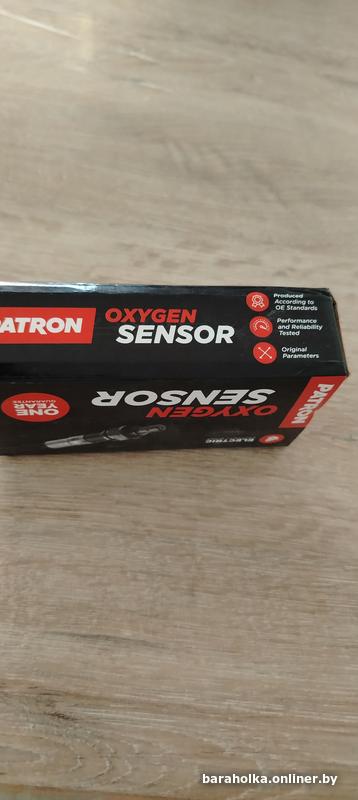 PATRON
OXYGEN
SENSOR
Produced
According to
OE Standards
Performance
and Reliability
Tested
Original
Parameters
ONE
YEAR
GUARANTEE
OXYGEN
SENSOR
ELECTRIC
PATRON
baraholka.onliner.by